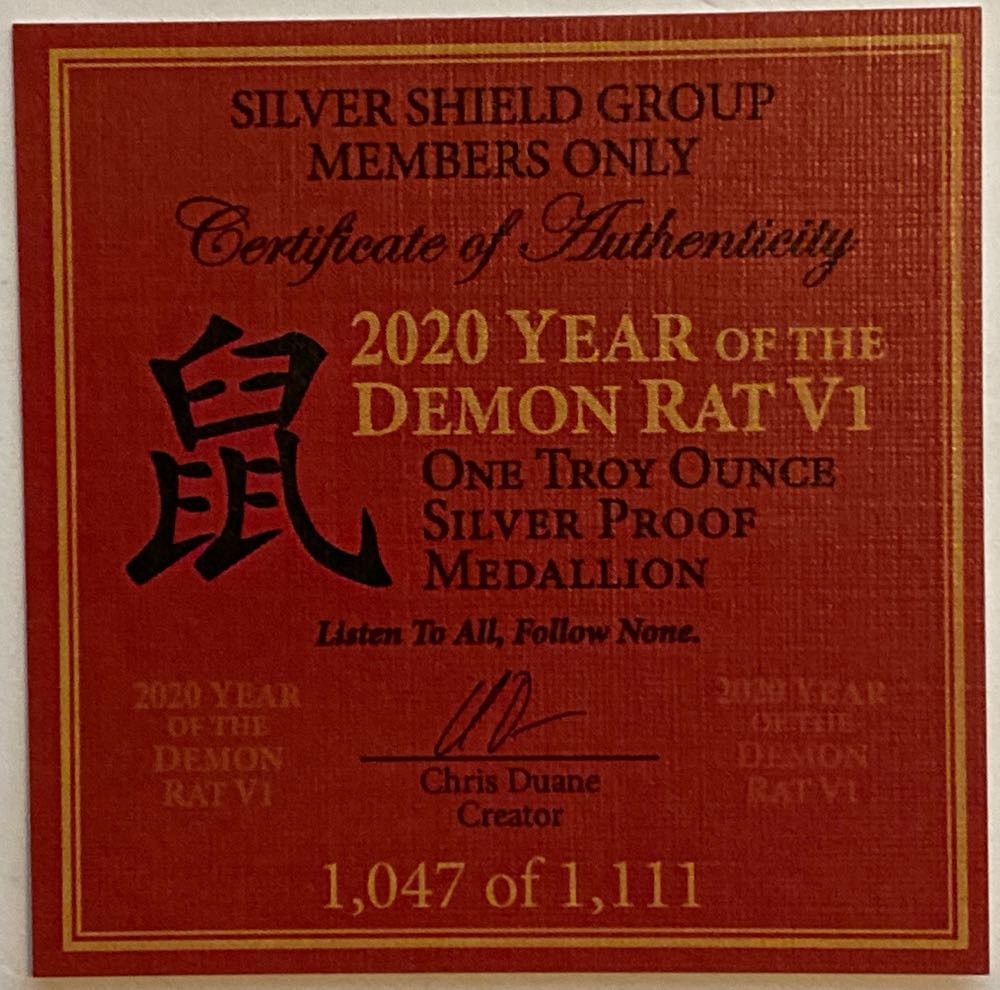 SILVER SHIELD GROUP
MEMBERS ONLY
Certificate of Authenticity
鼠
2020 YEAR OF THE
DEMON RAT V1
ONE TROY OUNCE
SILVER PROOF
MEDALLION
Listen To All, Follow None.
2020 YEAR
OF THE
DEMON
RAT V1
2020 YEAR
OF THE
DEMON
RAT V1
Chris Duane
Creator
1,047 of 1,111